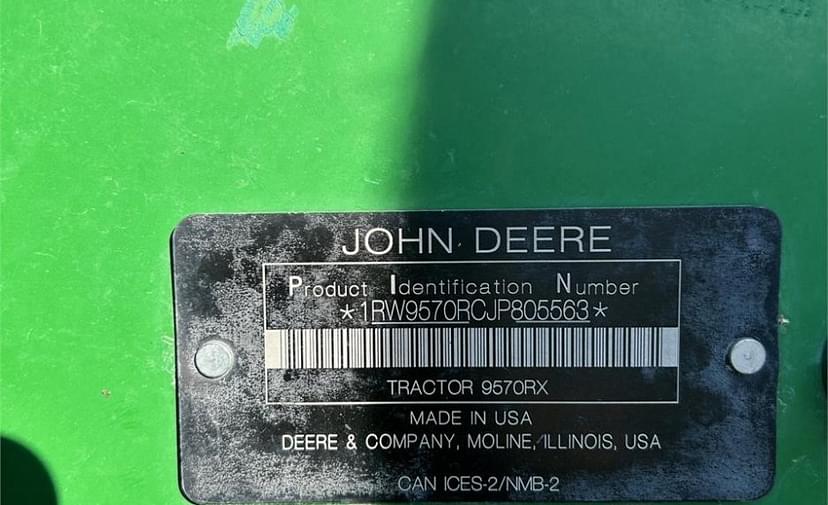 JOHN DEERE
Product Identification Number
*1RW9570RCJP805563*
TRACTOR 9570RX
MADE IN USA
DEERE & COMPANY, MOLINE, ILLINOIS, USA
CAN ICES-2/NMB-2